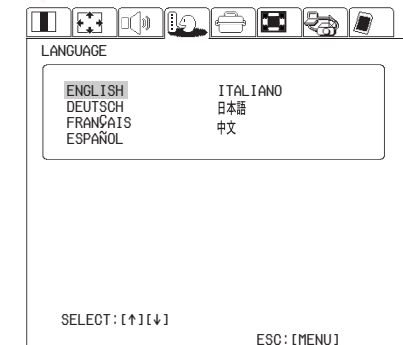 LANGUAGE
ENGLISH
DEUTSCH
FRANÇAIS
ESPAÑOL
ITALIANO
日本語
中文
SELECT:[↑][↓]
ESC:[MENU]